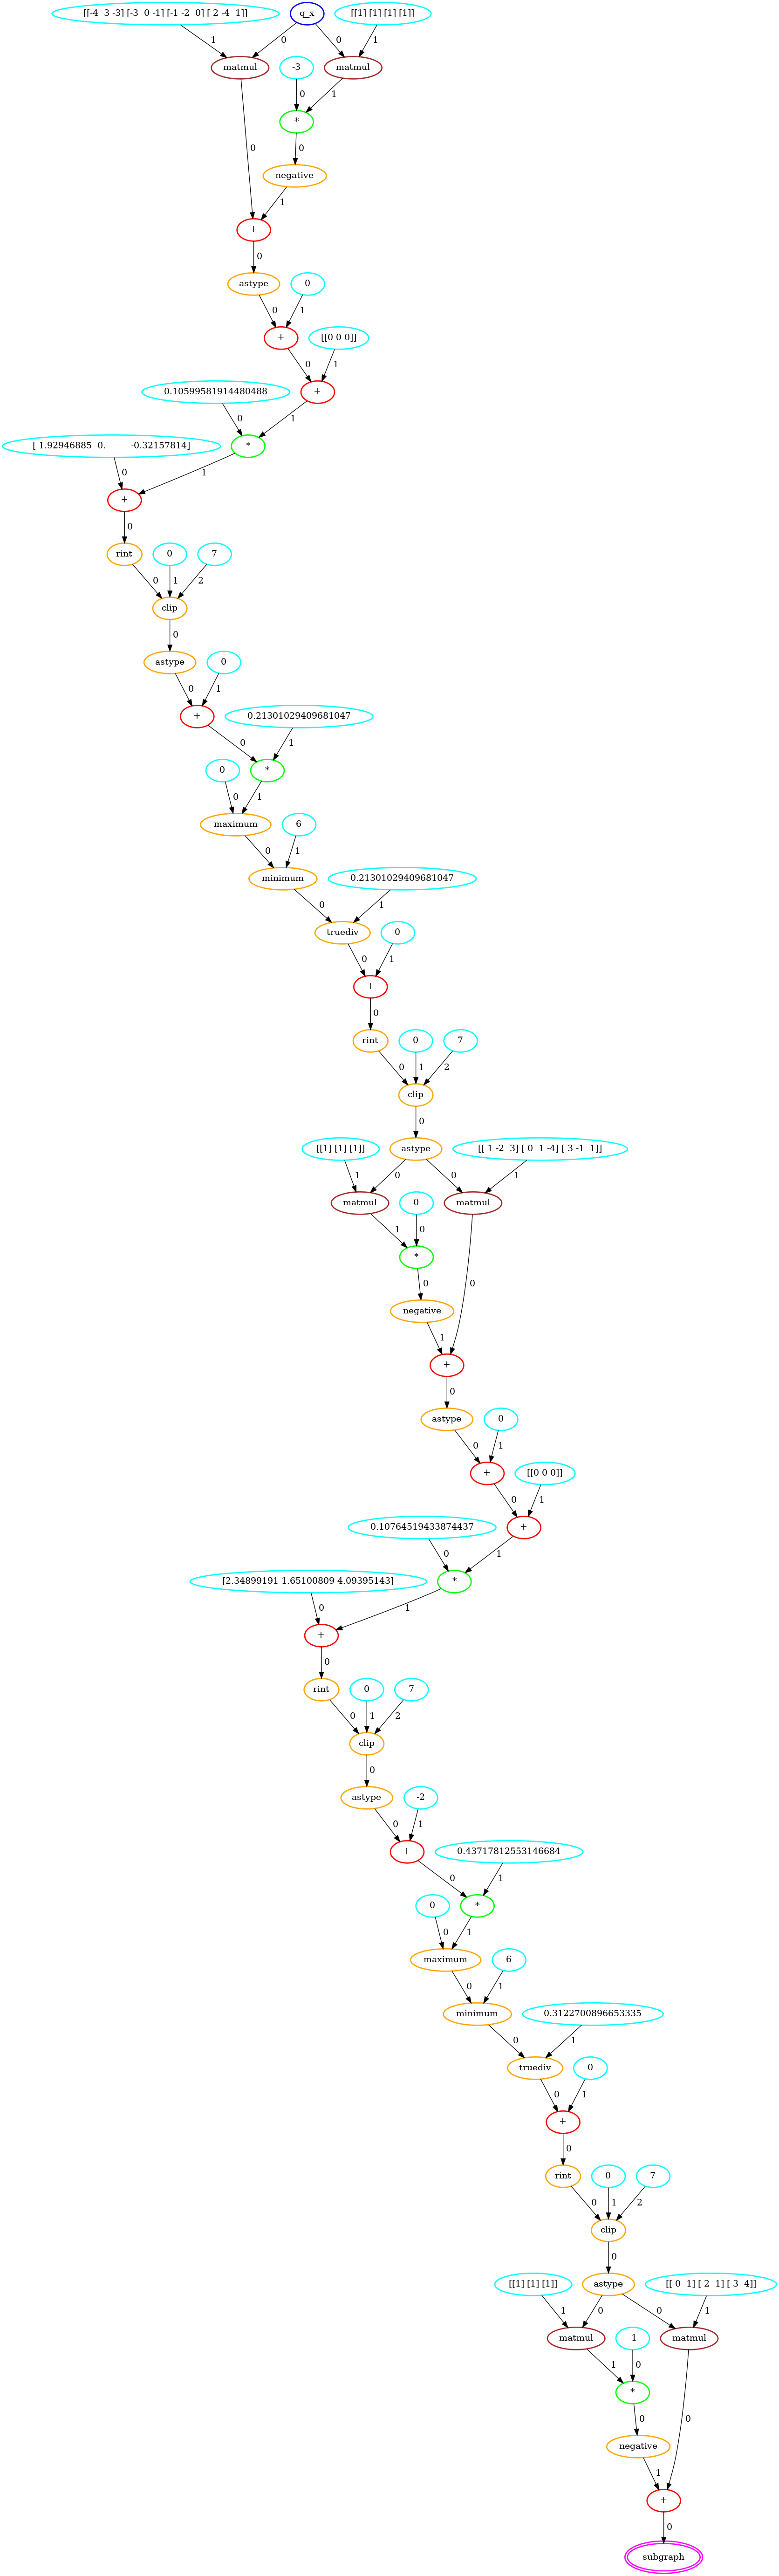 [[-4 3 -3] [-3 0 -1] [-1 -2 0] [ 2 -4 1]] q_x [[1] [1] [1] [1]]
1 0 0 1
matmul -3 matmul
0 1
*
0 0
negative
1
+
0
astype 0
0 1
+ [[0 0 0]]
0 1
0.10599581914480488 +
0 1
[ 1.92946885 0. -0.32157814] *
0 1
+
0
rint 0 7
0 1 2
clip
0
astype 0
0 1
+ 0.21301029409681047
0 1
0 *
0 1
maximum 6
0 1
minimum 0.21301029409681047
0 1
truediv 0
0 1
+
0
rint 0 7
0 1 2
clip
0
[[1] [1] [1]] astype [[ 1 -2 3] [ 0 1 -4] [ 3 -1 1]]
1 0 0 1
matmul 0 matmul
1 0
*
0 0
negative
1
+
0
astype 0
0 1
+ [[0 0 0]]
0 1
0.10764519433874437 +
0 1
[2.34899191 1.65100809 4.09395143] *
0 1
+
0
rint 0 7
0 1 2
clip
0
astype -2
0 1
+ 0.43717812553146684
0 1
0 *
0 1
maximum 6
0 1
minimum 0.3122700896653335
0 1
truediv 0
0 1
+
0
rint 0 7
0 1 2
clip
0
[[1] [1] [1]] astype [[ 0 1] [-2 -1] [ 3 -4]]
1 0 0 1
matmul -1 matmul
1 0
*
0 0
negative
1
+
0
subgraph